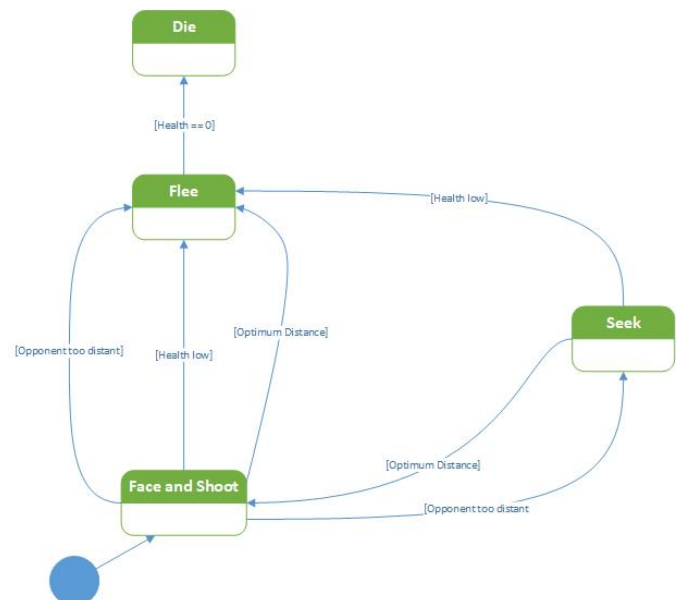 Die
[Health == 0]
Flee
[Health low]
Seek
[Optimum Distance]
[Opponent too distant]
[Health low]
[Optimum Distance]
Face and Shoot
[Opponent too distant